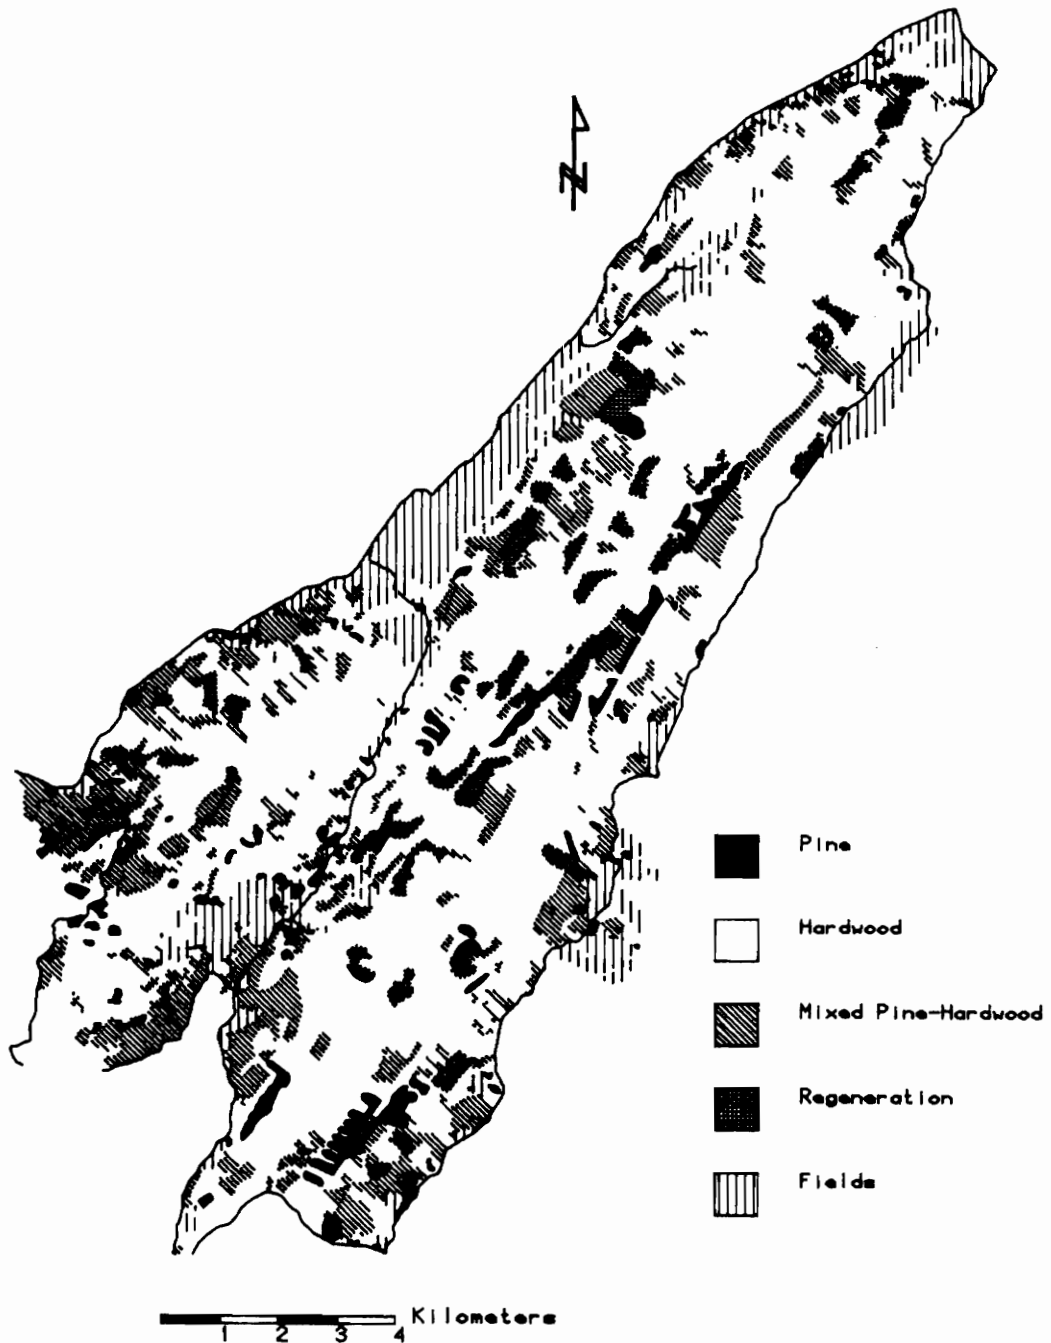 N
Pine
Hardwood
Mixed Pine-Hardwood
Regeneration
Fields
Kilometers
1 2 3 4